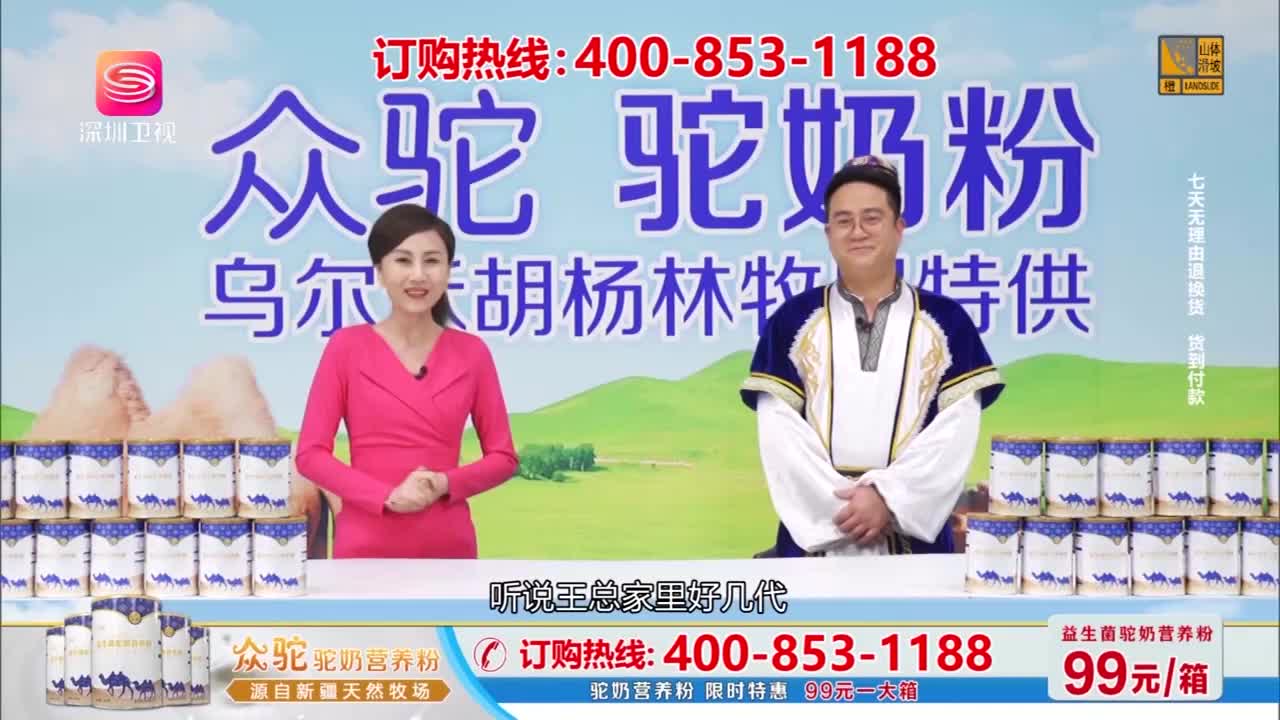 订购热线:400-853-1188
深圳卫视
山体
滑坡
橙 LANDSLIDE
众驼 驼奶粉
乌尔 胡杨林牧 特供
七天无理由退换货 货到付款
听说王总家里好几代
众驼驼奶营养粉
源自新疆天然牧场
订购热线:400-853-1188
驼奶营养粉 限时特惠 99元一大箱
益生菌驼奶营养粉
99元/箱